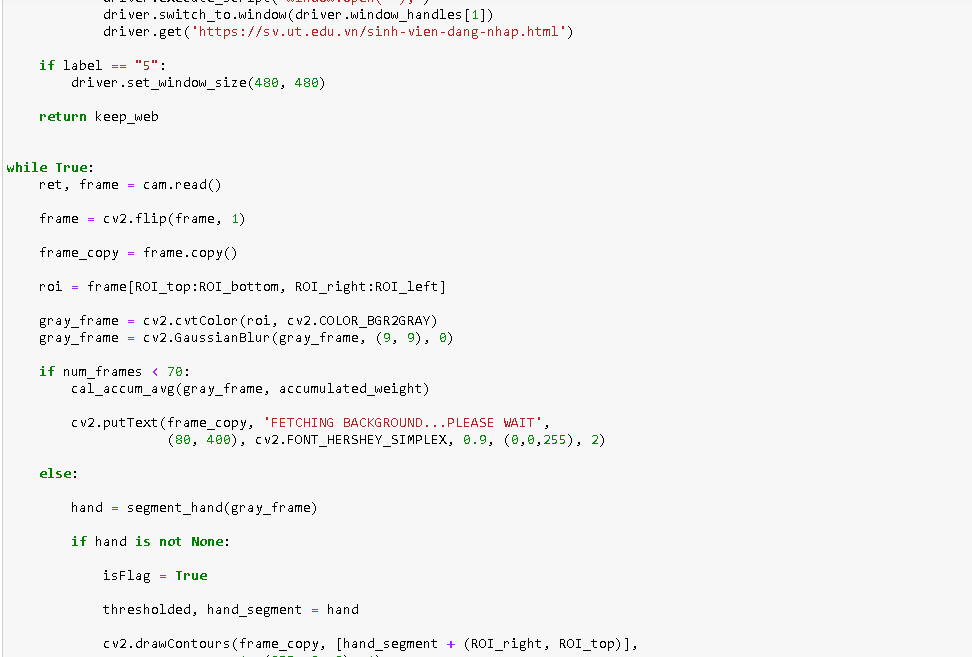 driver.switch_to.window(driver.window_handles[1])
driver.get('https://sv.ut.edu.vn/sinh-vien-dang-nhap.html')
if label == "5":
driver.set_window_size(480, 480)
return keep_web
while True:
ret, frame = cam.read()
frame = cv2.flip(frame, 1)
frame_copy = frame.copy()
roi = frame[ROI_top:ROI_bottom, ROI_right:ROI_left]
gray_frame = cv2.cvtColor(roi, cv2.COLOR_BGR2GRAY)
gray_frame = cv2.GaussianBlur(gray_frame, (9, 9), 0)
if num_frames < 70:
cal_accum_avg(gray_frame, accumulated_weight)
cv2.putText(frame_copy, 'FETCHING BACKGROUND...PLEASE WAIT',
(80, 400), cv2.FONT_HERSHEY_SIMPLEX, 0.9, (0,0,255), 2)
else:
hand = segment_hand(gray_frame)
if hand is not None:
isFlag = True
thresholded, hand_segment = hand
cv2.drawContours(frame_copy, [hand_segment + (ROI_right, ROI_top)],